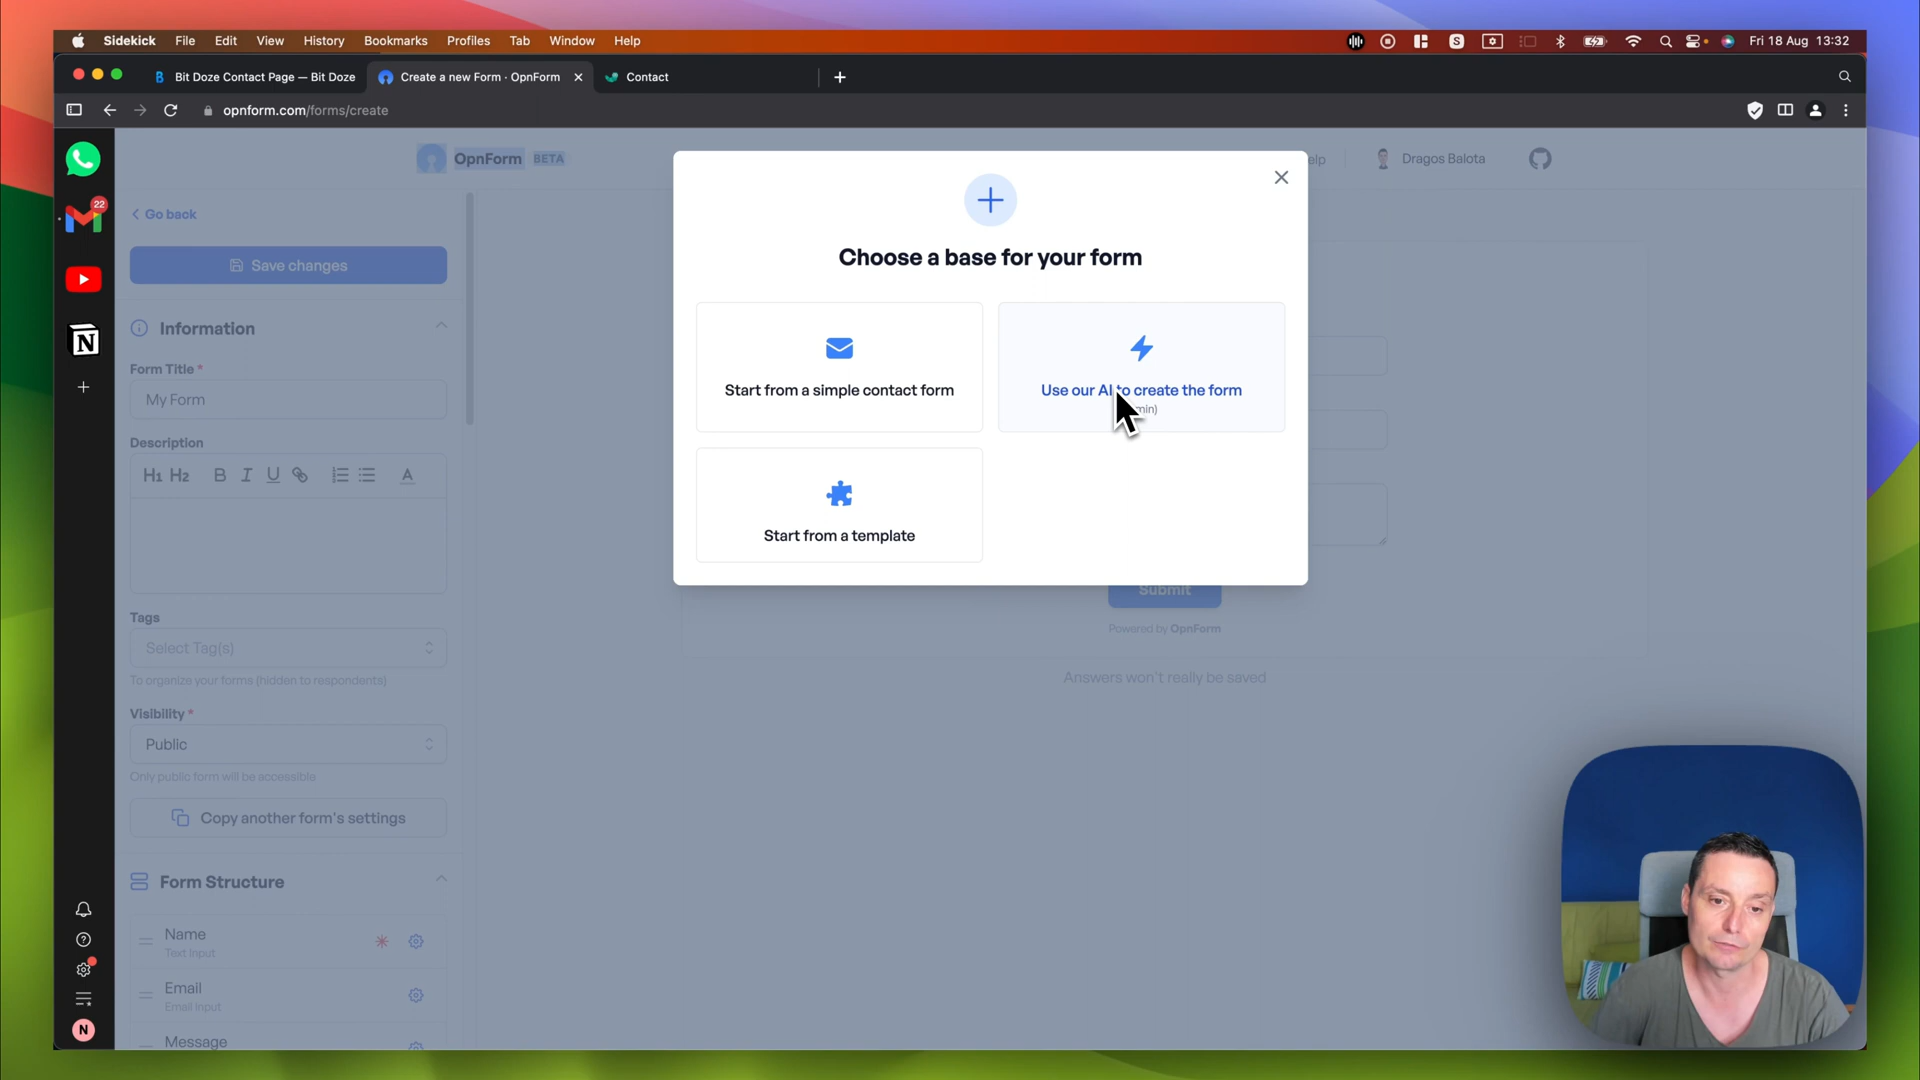 Sidekick File Edit View History Bookmarks Profiles Tab Window Help
S
Fri 18 Aug 13:32
B Bit Doze Contact Page — Bit Doze
Create a new Form · OpnForm
Contact
opnform.com/forms/create
22
N
N
OpnForm BETA
Dragos Balota
Go back
Save changes
Information
Form Title *
My Form
Description
H1 H2 B I U A
Tags
Select Tag(s)
To organize your forms (hidden to respondents)
Visibility *
Public
Only public form will be accessible
Copy another form's settings
Form Structure
Name
Text Input
Email
Email Input
Message
Choose a base for your form
Start from a simple contact form
Use our AI to create the form
min)
Start from a template
Submit
Powered by OpnForm
Answers won't really be saved